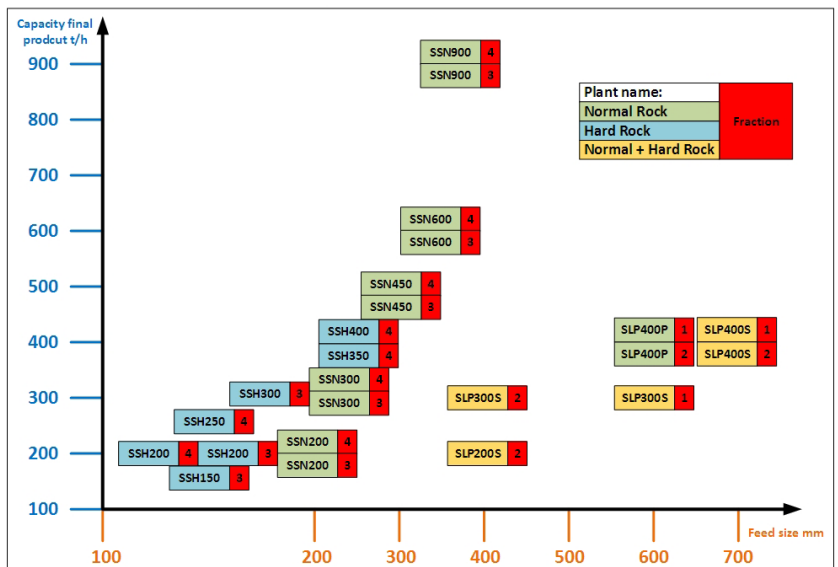 Capacity final
prodcut t/h
900
800
700
600
500
400
300
200
100
SSN900 4
SSN900 3
Plant name:
Normal Rock
Hard Rock
Normal + Hard Rock
Fraction
SSN600 4
SSN600 3
SSN450 4
SSN450 3
SSH400 4
SSH350 4
SLP400P 1 SLP400S 1
SLP400P 2 SLP400S 2
SSN300 4
SSN300 3
SSH300 3
SLP300S 2
SLP300S 1
SSH250 4
SSN200 4
SSN200 3
SSH200 4 SSH200 3
SLP200S 2
SSH150 3
100 200 300 400 500 600 700
Feed size mm